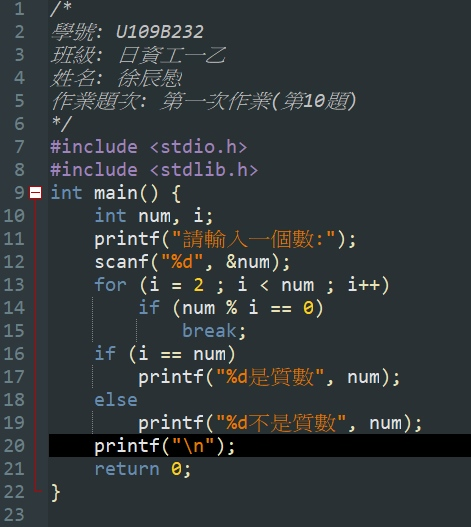 1 /*
2 學號: U109B232
3 班級: 日資工一乙
4 姓名: 徐辰慰
5 作業題次: 第一次作業(第10題)
6 */
7 #include <stdio.h>
8 #include <stdlib.h>
9 int main() {
10 int num, i;
11 printf("請輸入一個數:");
12 scanf("%d", &num);
13 for (i = 2 ; i < num ; i++)
14 if (num % i == 0)
15 break;
16 if (i == num)
17 printf("%d是質數", num);
18 else
19 printf("%d不是質數", num);
20 printf("\n");
21 return 0;
22 }
23